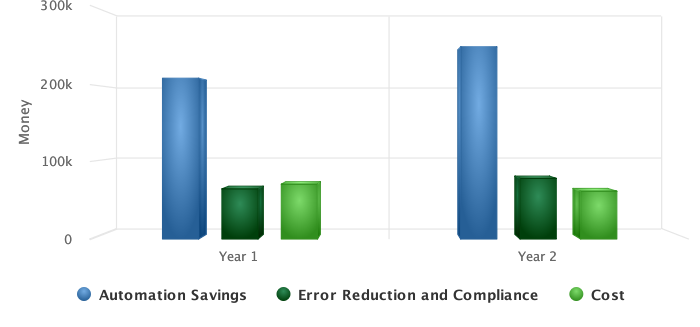 300k
200k
100k
0
Money
Year 1
Year 2
Automation Savings
Error Reduction and Compliance
Cost